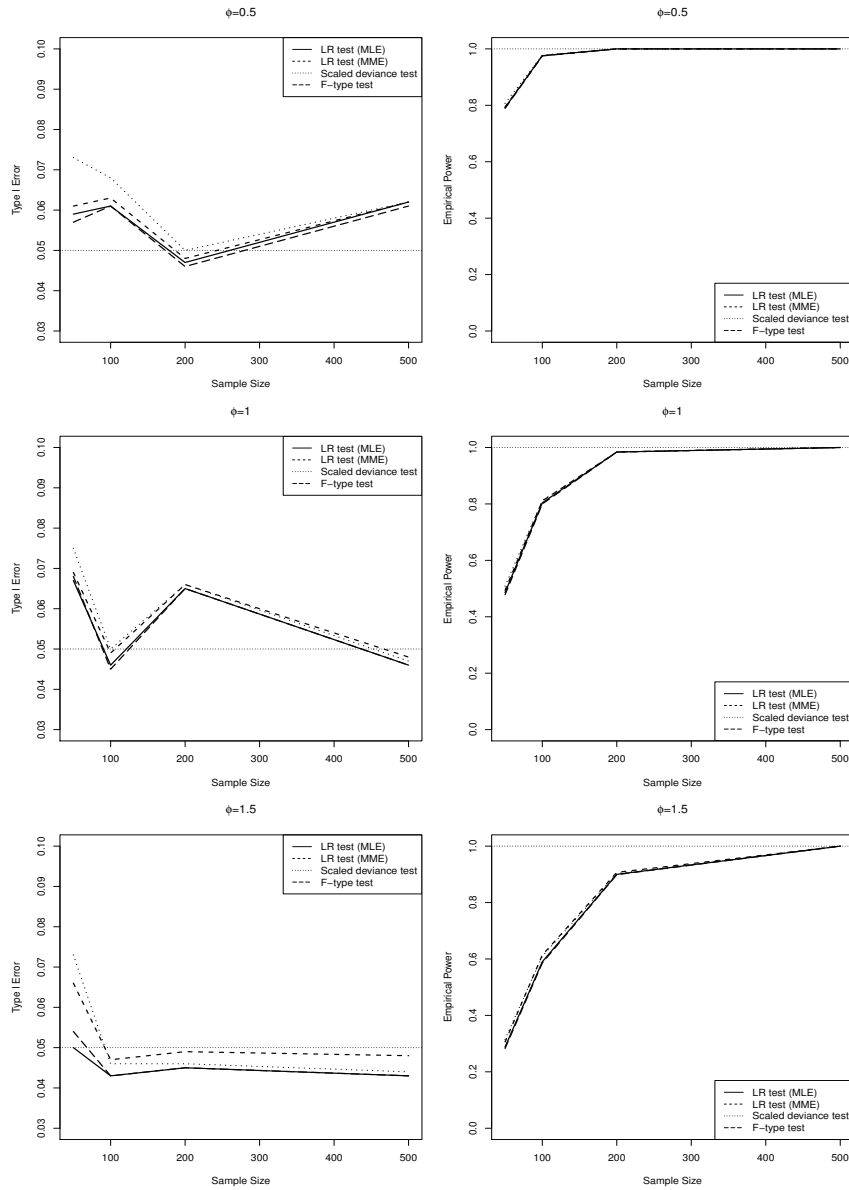 ϕ=0.5
0.10
0.09
0.08
0.07
0.06
0.05
0.04
0.03
Type I Error
LR test (MLE)
LR test (MME)
Scaled deviance test
F−type test
100
200
300
400
500
Sample Size
ϕ=0.5
1.0
0.8
0.6
0.4
0.2
0.0
Empirical Power
LR test (MLE)
LR test (MME)
Scaled deviance test
F−type test
100
200
300
400
500
Sample Size
ϕ=1
0.10
0.09
0.08
0.07
0.06
0.05
0.04
0.03
Type I Error
LR test (MLE)
LR test (MME)
Scaled deviance test
F−type test
100
200
300
400
500
Sample Size
ϕ=1
1.0
0.8
0.6
0.4
0.2
0.0
Empirical Power
LR test (MLE)
LR test (MME)
Scaled deviance test
F−type test
100
200
300
400
500
Sample Size
ϕ=1.5
0.10
0.09
0.08
0.07
0.06
0.05
0.04
0.03
Type I Error
LR test (MLE)
LR test (MME)
Scaled deviance test
F−type test
100
200
300
400
500
Sample Size
ϕ=1.5
1.0
0.8
0.6
0.4
0.2
0.0
Empirical Power
LR test (MLE)
LR test (MME)
Scaled deviance test
F−type test
100
200
300
400
500
Sample Size